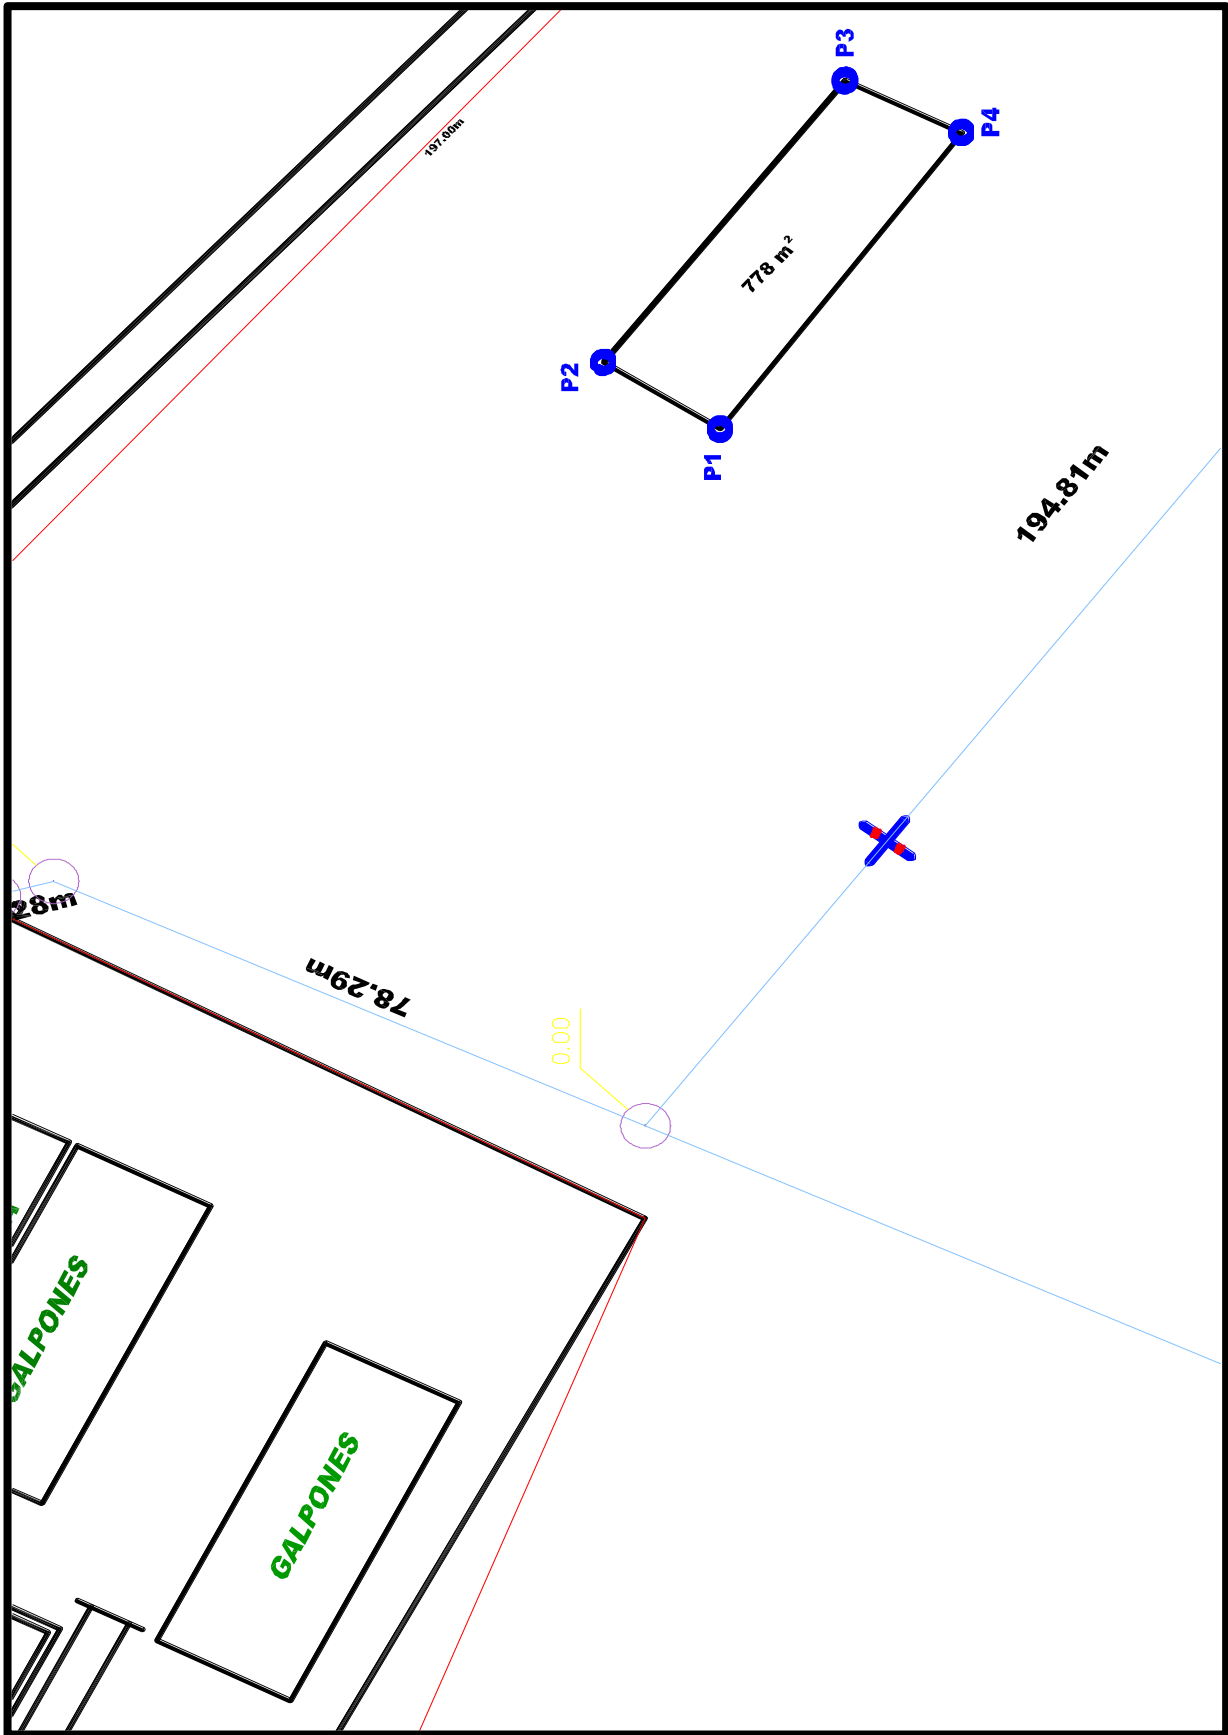 P3
P4
197.00m
778 m²
P2
P1
194.81m
28m
78.29m
0.00
GALPONES
GALPONES